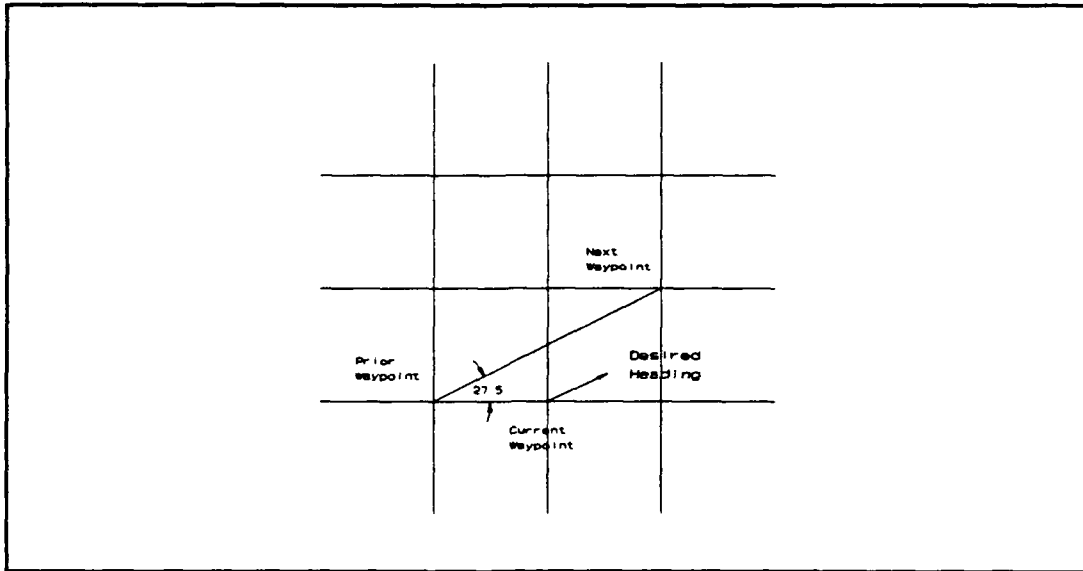 Next
Waypoint
Prior
Waypoint
Desired
Heading
27.5
Current
Waypoint